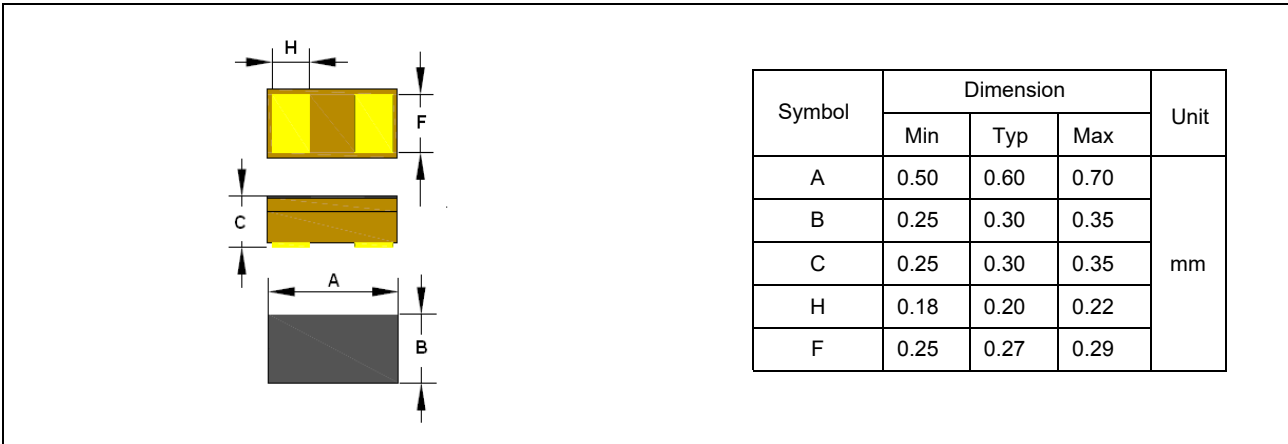 H
F
C
A
B
Symbol Dimension Unit
Min Typ Max
A 0.50 0.60 0.70
B 0.25 0.30 0.35
C 0.25 0.30 0.35 mm
H 0.18 0.20 0.22
F 0.25 0.27 0.29